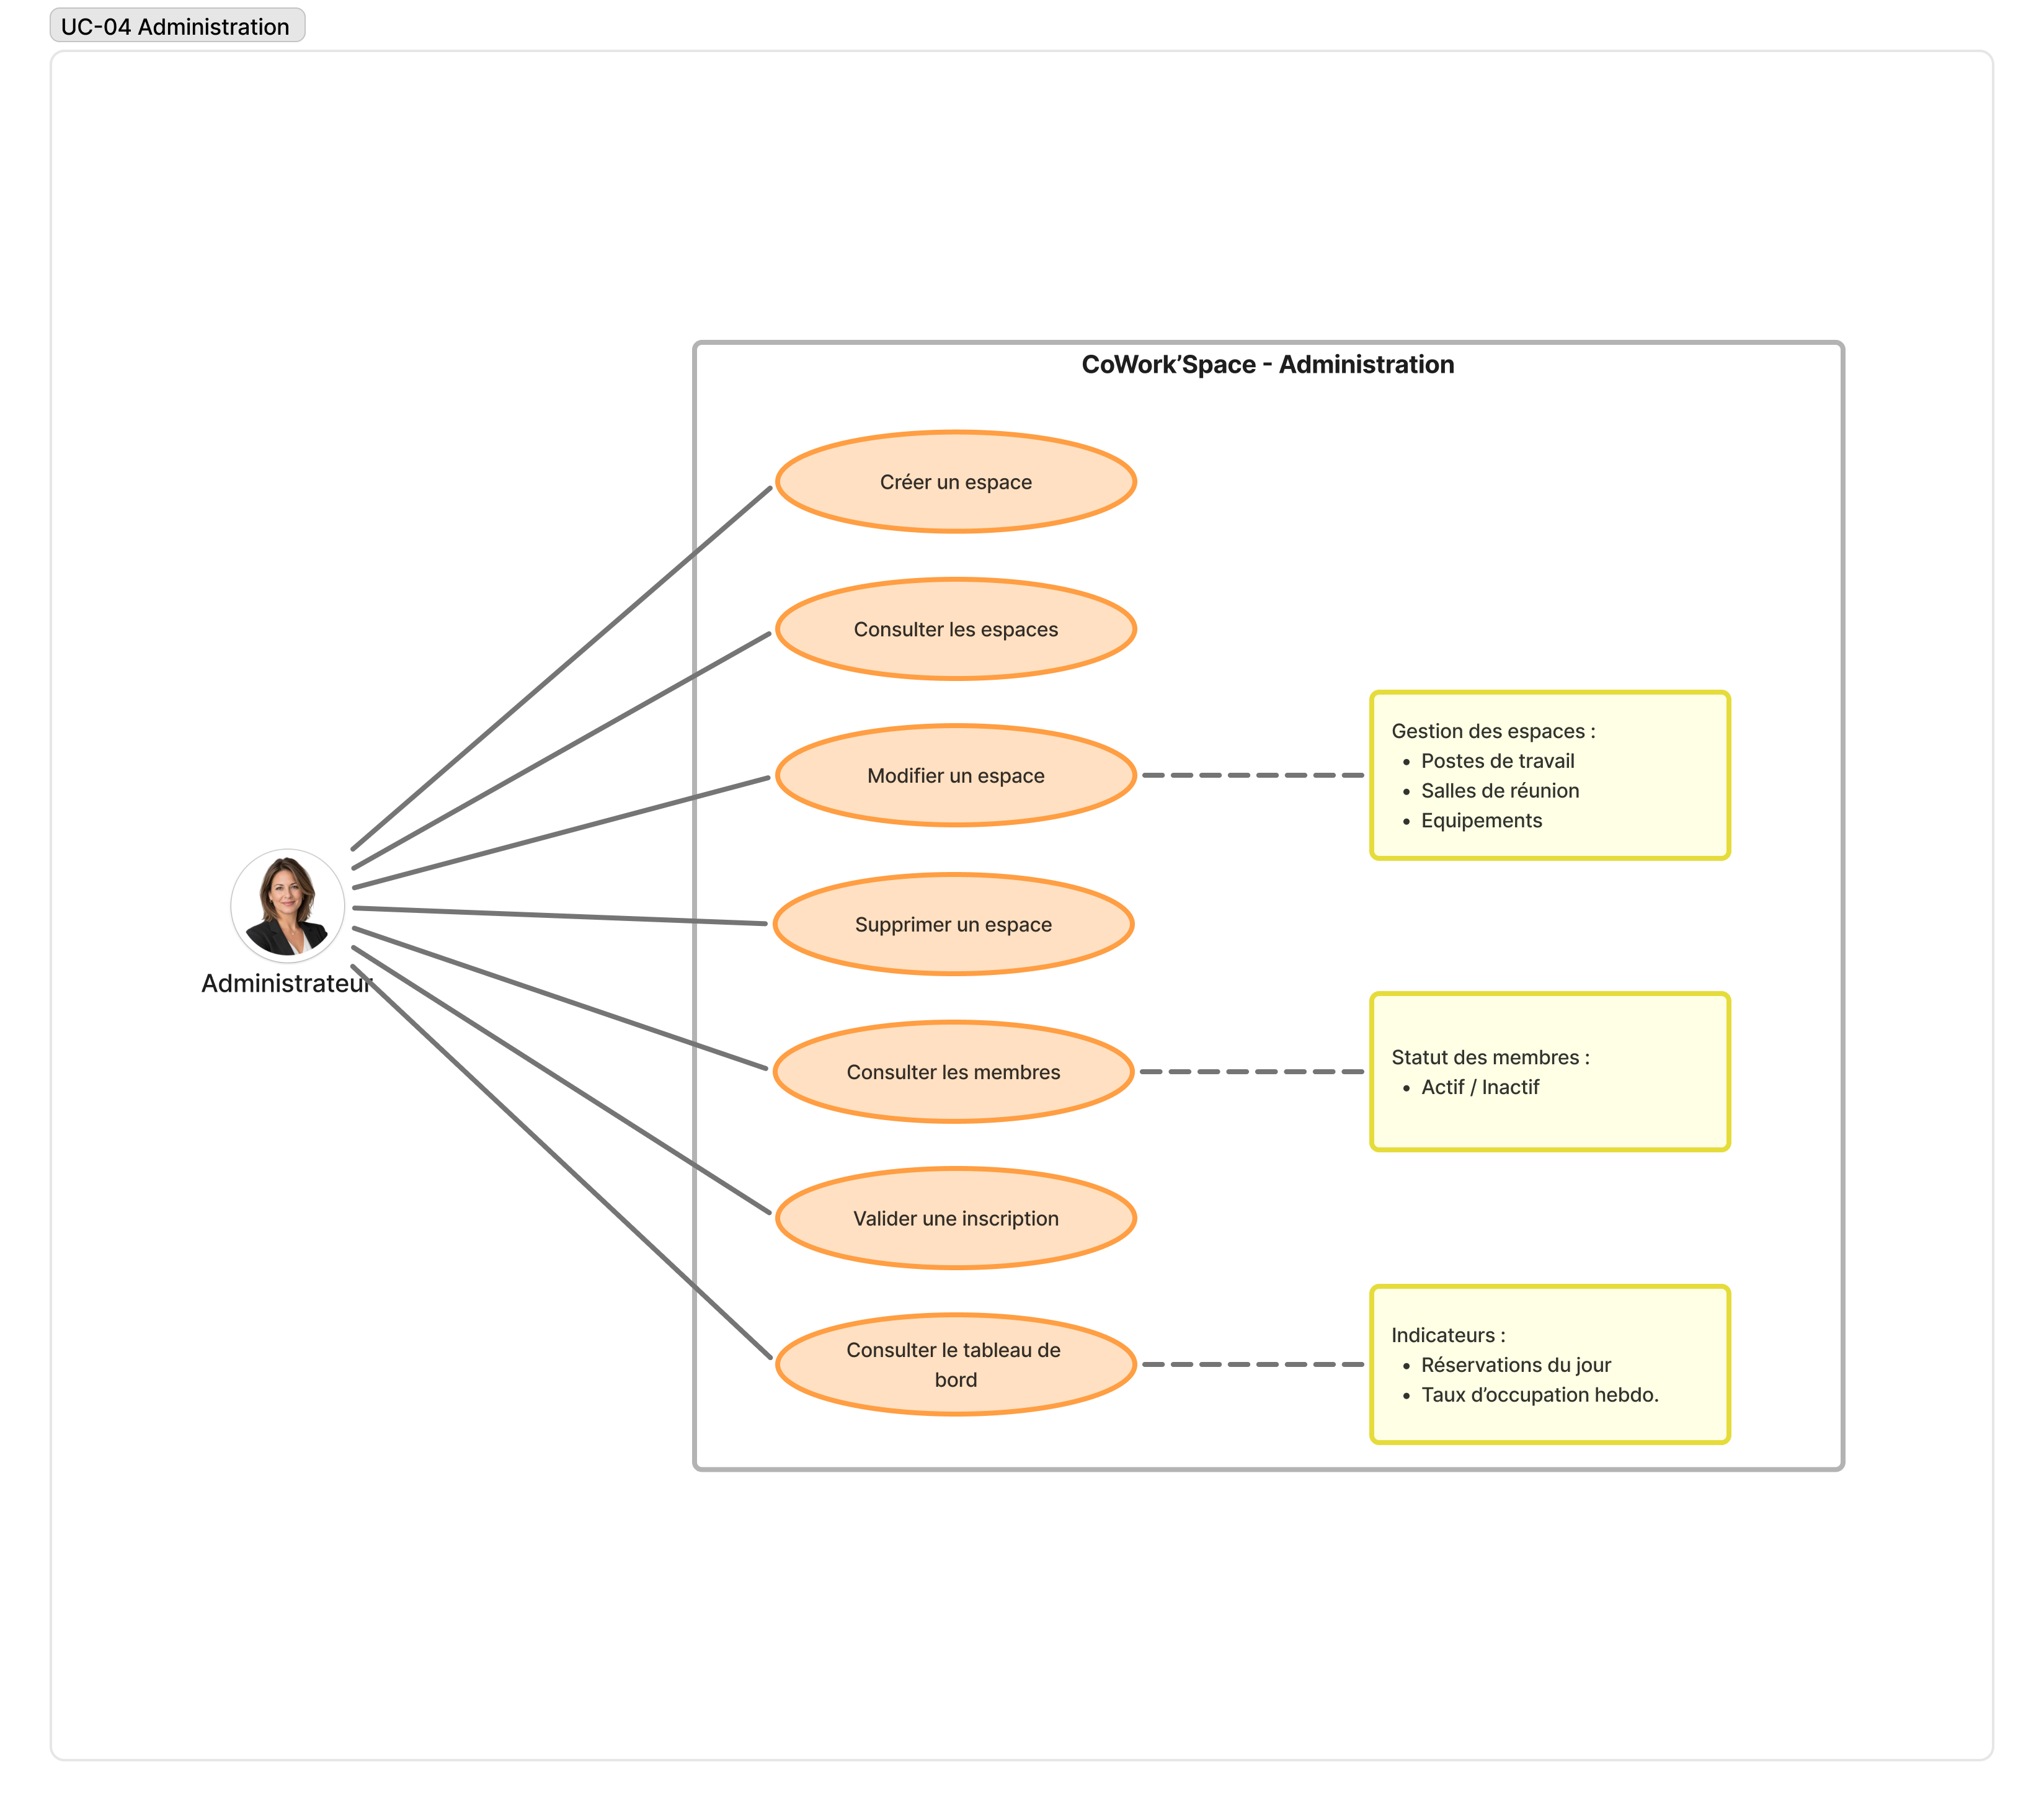 UC-04 Administration
CoWork’Space - Administration
Créer un espace
Consulter les espaces
Modifier un espace
Gestion des espaces :
• Postes de travail
• Salles de réunion
• Equipements
Supprimer un espace
Administrateur
Consulter les membres
Statut des membres :
• Actif / Inactif
Valider une inscription
Consulter le tableau de
bord
Indicateurs :
• Réservations du jour
• Taux d’occupation hebdo.